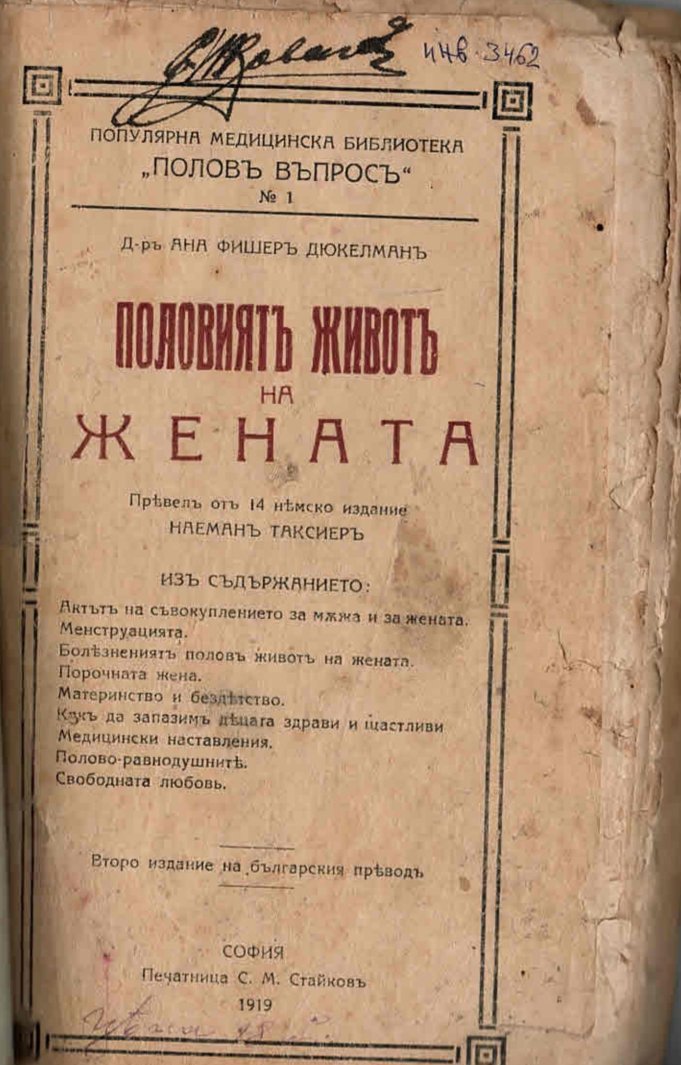 инв. 3462
ПОПУЛЯРНА МЕДИЦИНСКА БИБЛИОТЕКА
„ПОЛОВЪ ВЪПРОСЪ“
№ 1
Д-ръ АНА ФИШЕРЪ ДЮКЕЛМАНЪ
ПОЛОВИЯТЪ ЖИВОТЪ
НА
ЖЕНАТА
Прѣвелъ отъ 14 нѣмско издание
НАЕМАНЪ ТАКСИЕРЪ
ИЗЪ СЪДЪРЖАНИЕТО:
Актътъ на съвокуплението за мѫжа и за жената.
Менструацията.
Болѣзнениятъ половъ животъ на жената.
Порочната жена.
Материнство и бездѣтство.
Какъ да запазимъ дѣцата здрави и щастливи
Медицински наставления.
Полово-равнодушнитѣ.
Свободната любовь.
Второ издание на българския прѣводъ
СОФИЯ
Печатница С. М. Стайковъ
1919
Цѣна